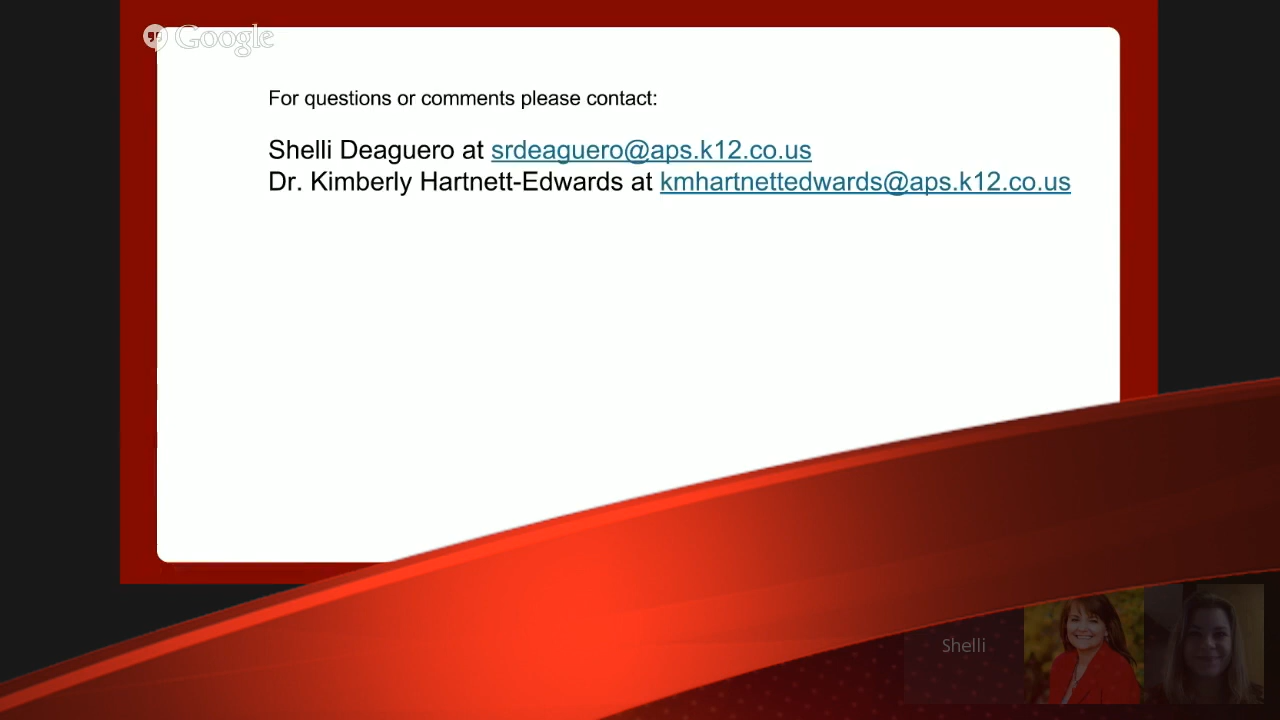 Google
For questions or comments please contact:
Shelli Deaguero at srdeaguero@aps.k12.co.us
Dr. Kimberly Hartnett-Edwards at kmhartnettedwards@aps.k12.co.us
Shelli